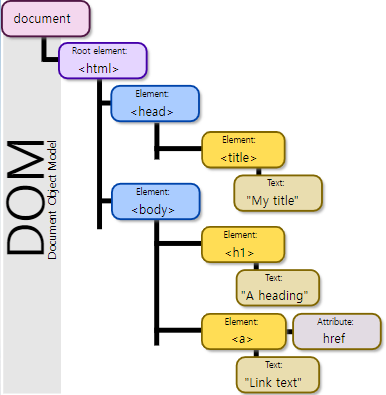 document
Root element:
<html>
Element:
<head>
Element:
<title>
Text:
"My title"
Element:
<body>
Element:
<h1>
Text:
"A heading"
Element:
<a>
Attribute:
href
Text:
"Link text"
DOM
Document Object Model